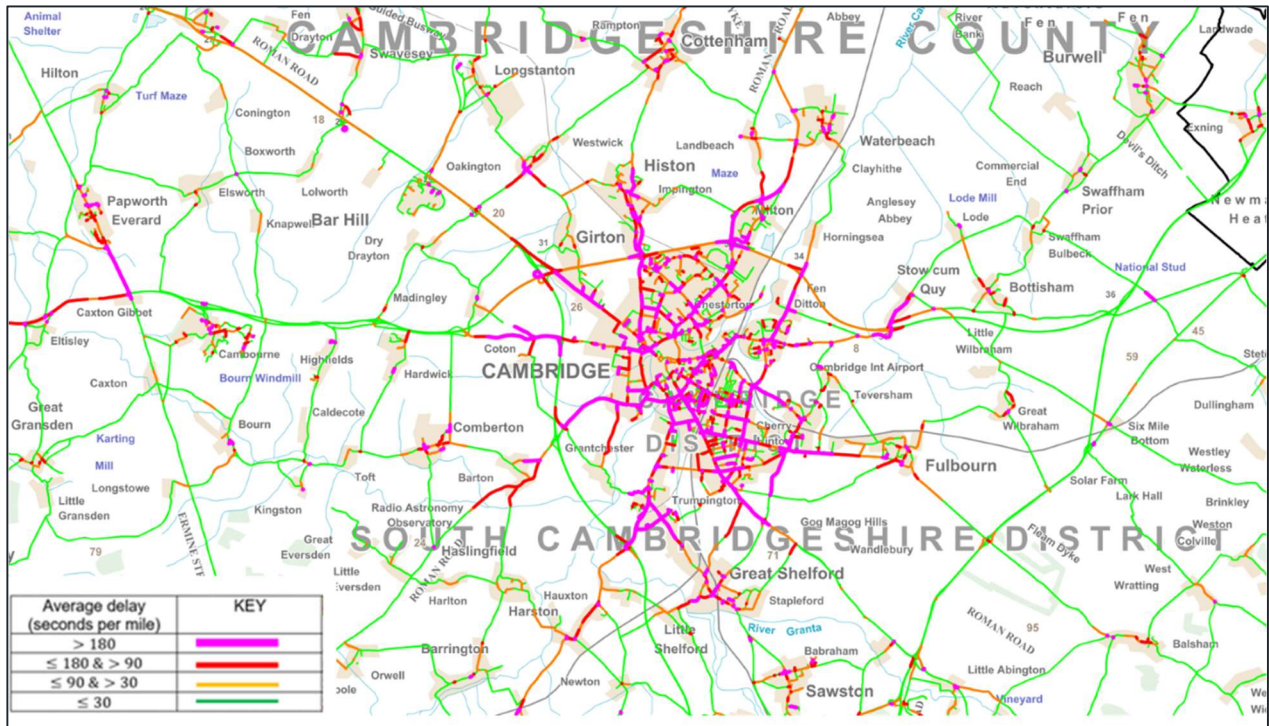 Animal
Shelter
Fen
Drayton
ROMAN ROAD
Guided Busway
Swavesey
CAMBRIDGESHIRE COUNTY
Rampton
Cottenham
ROMAN ROAD
Abbey
River
Bank
Fen
Fen
Burwell
Landwade
Hilton
Turf Maze
Longstanton
Reach
Conington
18
Boxworth
Westwick
Landbeach
Waterbeach
Exning
Devil's Ditch
Oakington
Histon
Maze
Clayhithe
Commercial
End
Elsworth
Lolworth
Impington
Swaffham
Prior
Papworth
Everard
Knapwell
Bar Hill
20
Milton
Anglesey
Abbey
Lode Mill
Lode
Dry
Drayton
31
Girton
Horningsea
Swaffham
Bulbeck
34
National Stud
Madingley
26
Fen
Ditton
Stow cum
Quy
Bottisham
36
Caxton Gibbet
Chesterton
Eltisley
Cambourne
Highfields
Coton
8
Little
Wilbraham
45
Bourn Windmill
Hardwick
CAMBRIDGE
Cambridge Int Airport
59
Caxton
Teversham
Great
Gransden
Caldecote
CAMBRIDGE
Dullingham
Bourn
Comberton
Cherry
Hinton
Great
Wilbraham
Six Mile
Bottom
Karting
Grantchester
Mill
Toft
Barton
Fulbourn
Westley
Waterless
Longstowe
Solar Farm
Little
Gransden
Kingston
Radio Astronomy
Observatory
Trumpington
Lark Hall
Brinkley
Gog Magog Hills
Weston
Colville
79
Great
Eversden
SOUTH CAMBRIDGESHIRE DISTRICT
Haslingfield
71
Wandlebury
Fleam Dyke
Little
ROMAN ROAD
Great Shelford
West
Wratting
Harlton
Hauxton
Stapleford
Harston
River Granta
ROMAN ROAD
95
Little
Shelford
Barrington
Babraham
Balsham
Orwell
Newton
Sawston
Little Abington
Vineyard
Average delay
(seconds per mile) KEY
> 180
≤ 180 & > 90
≤ 90 & > 30
≤ 30